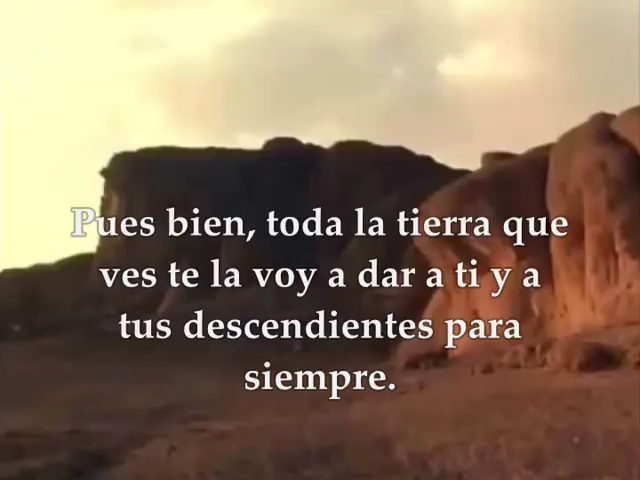 Pues bien, toda la tierra que
ves te la voy a dar a ti y a
tus descendientes para
siempre.